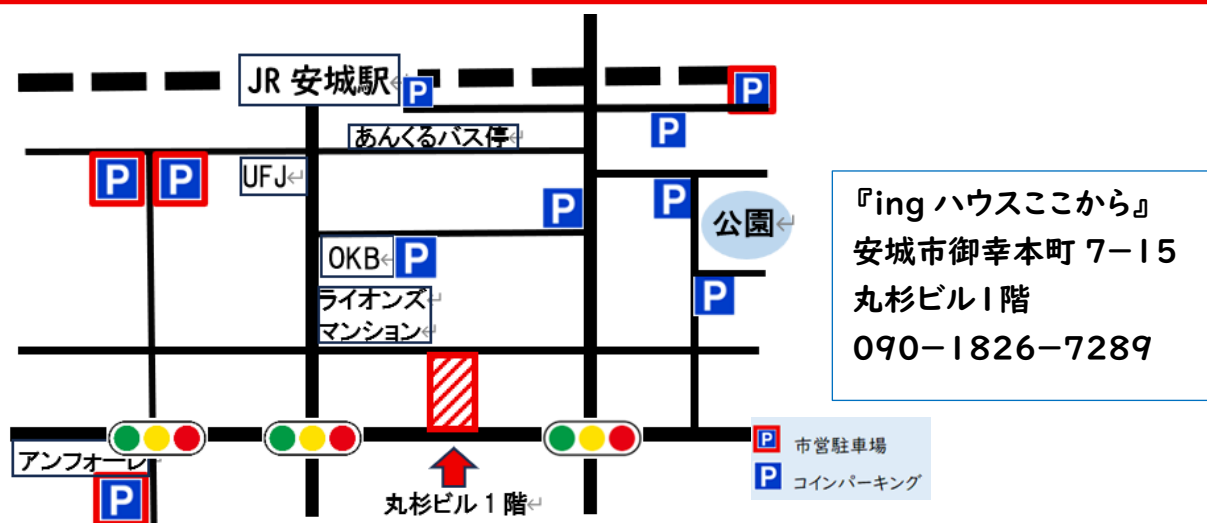 JR 安城駅
P
P
あんくるバス停
P
P
P
UFJ
P
P
公園
OKB
P
ライオンズ
マンション
P
アンフォーレ
P
丸杉ビル 1 階
『ing ハウスここから』
安城市御幸本町 7−15
丸杉ビル1階
090−1826−7289
P 市営駐車場
P コインパーキング